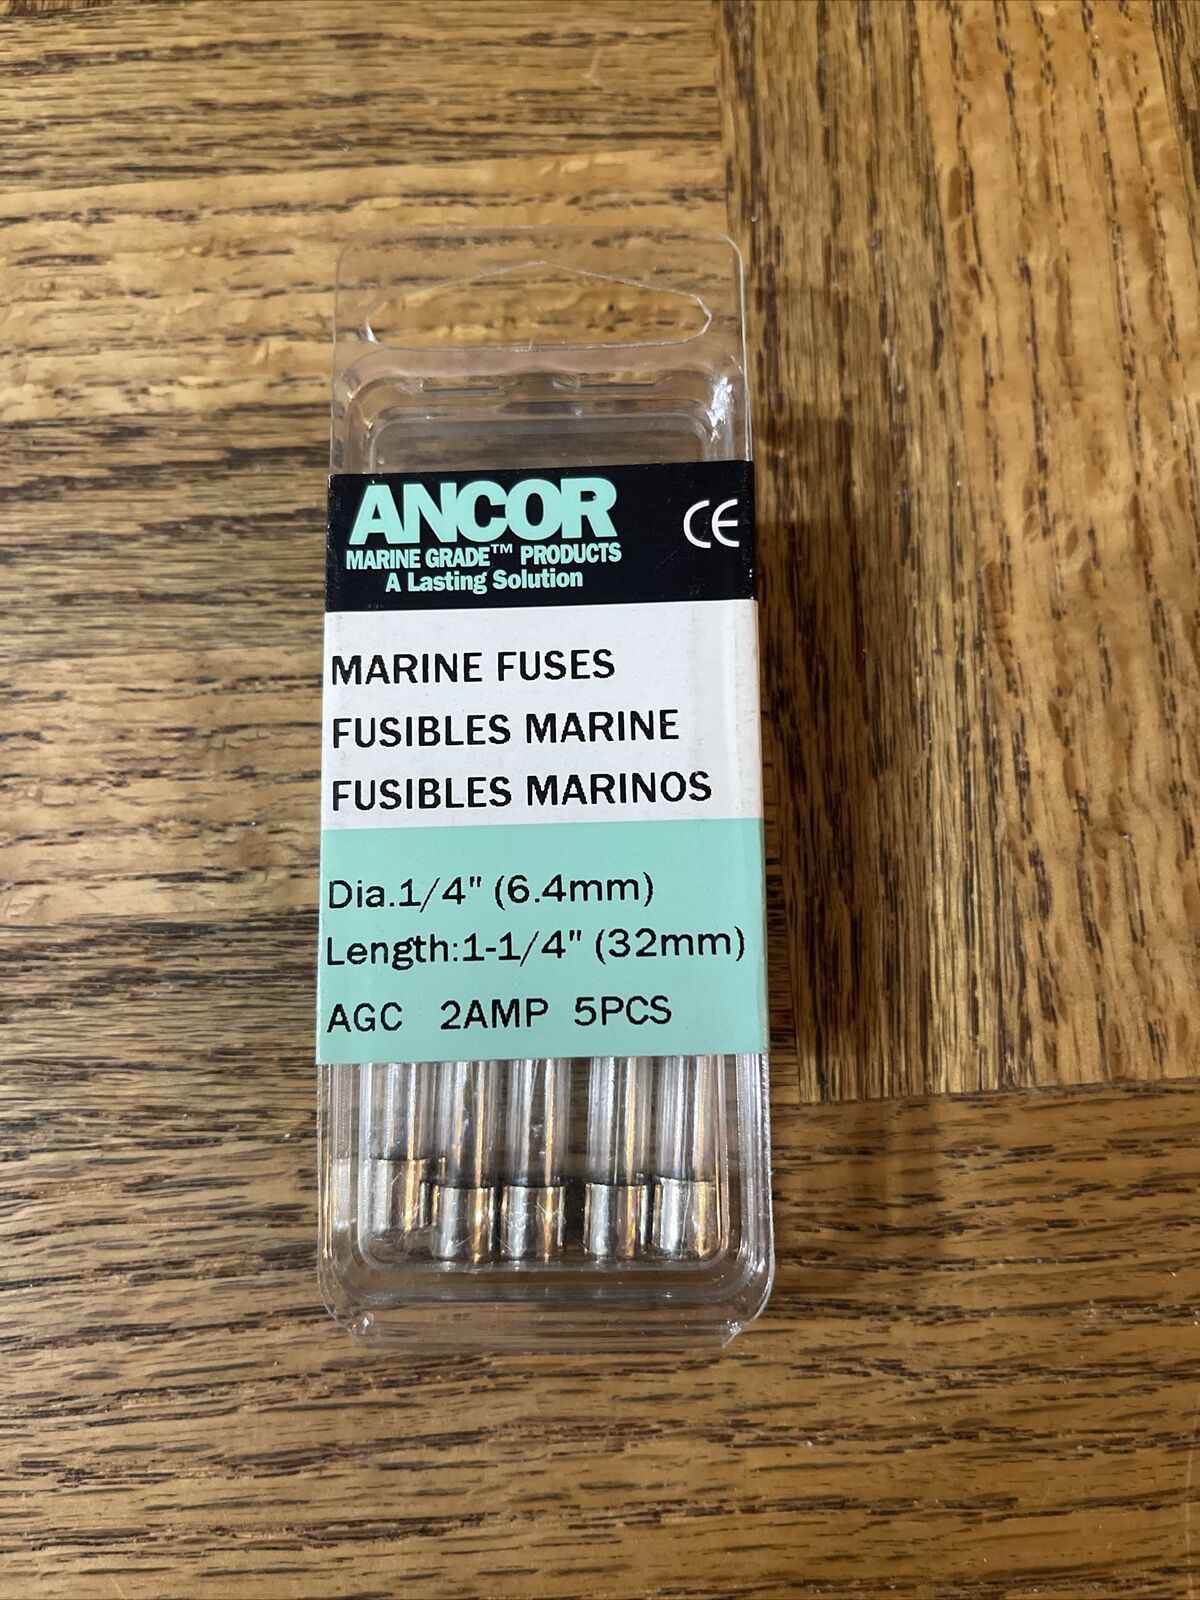 ANCOR
CE
MARINE GRADE™ PRODUCTS
A Lasting Solution
MARINE FUSES
FUSIBLES MARINE
FUSIBLES MARINOS
Dia.1/4" (6.4mm)
Length:1-1/4" (32mm)
AGC 2AMP 5PCS